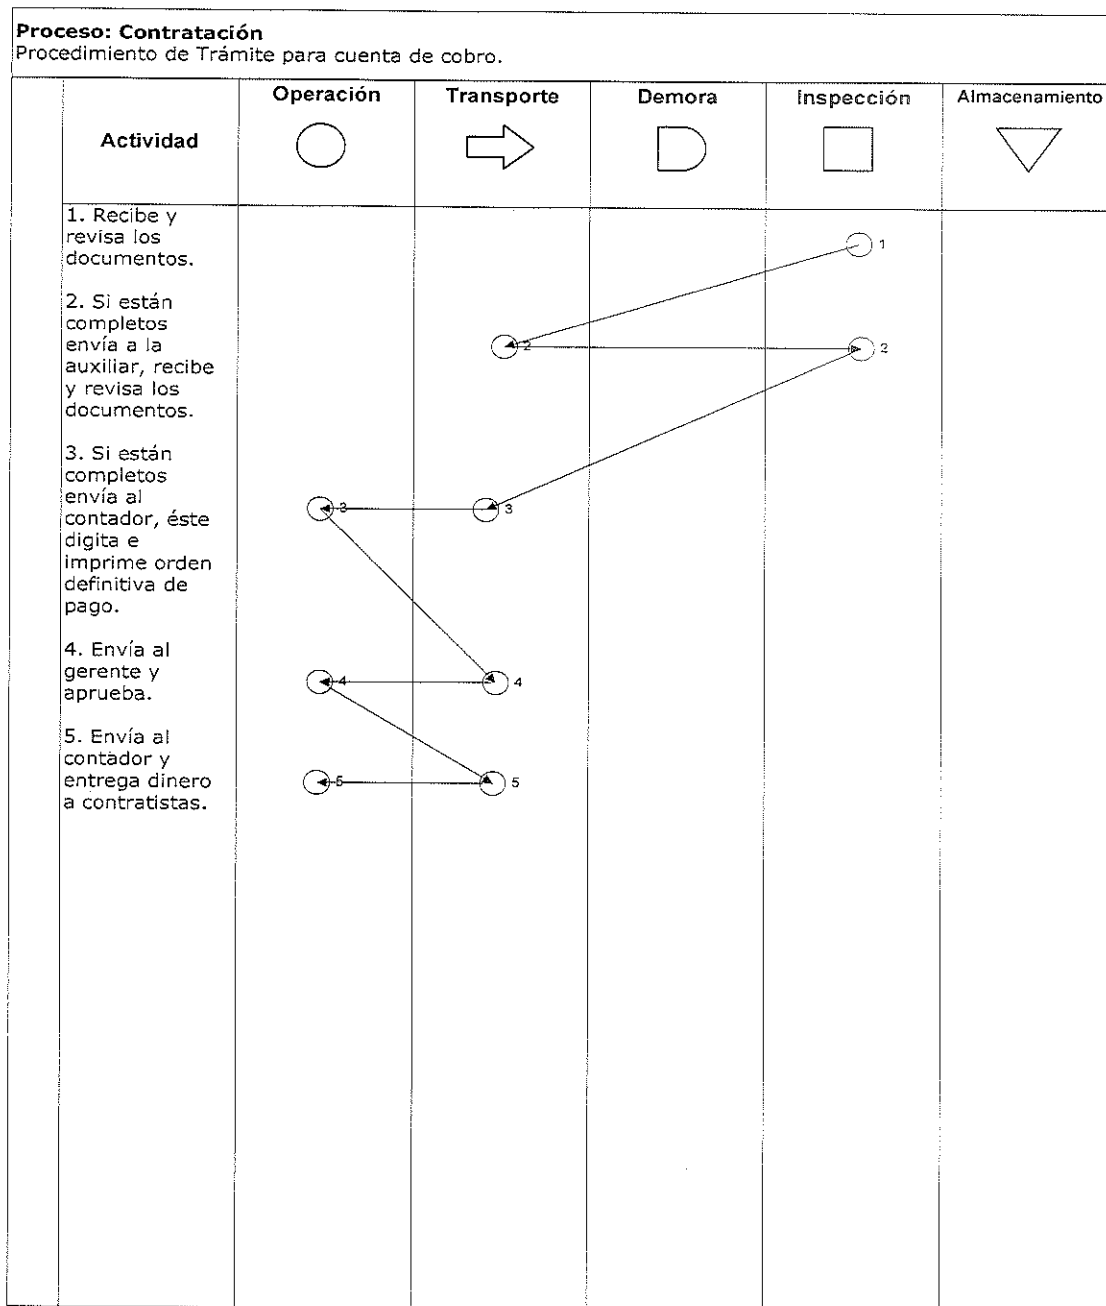 Proceso: Contratación
Procedimiento de Trámite para cuenta de cobro.
Actividad
Operación
Transporte
Demora
Inspección
Almacenamiento
1. Recibe y
revisa los
documentos.
1
2. Si están
completos
envía a la
auxiliar, recibe
y revisa los
documentos.
2
2
3. Si están
completos
envía al
contador, éste
digita e
imprime orden
definitiva de
pago.
3
3
4. Envía al
gerente y
aprueba.
4
4
5. Envía al
contador y
entrega dinero
a contratistas.
5
5